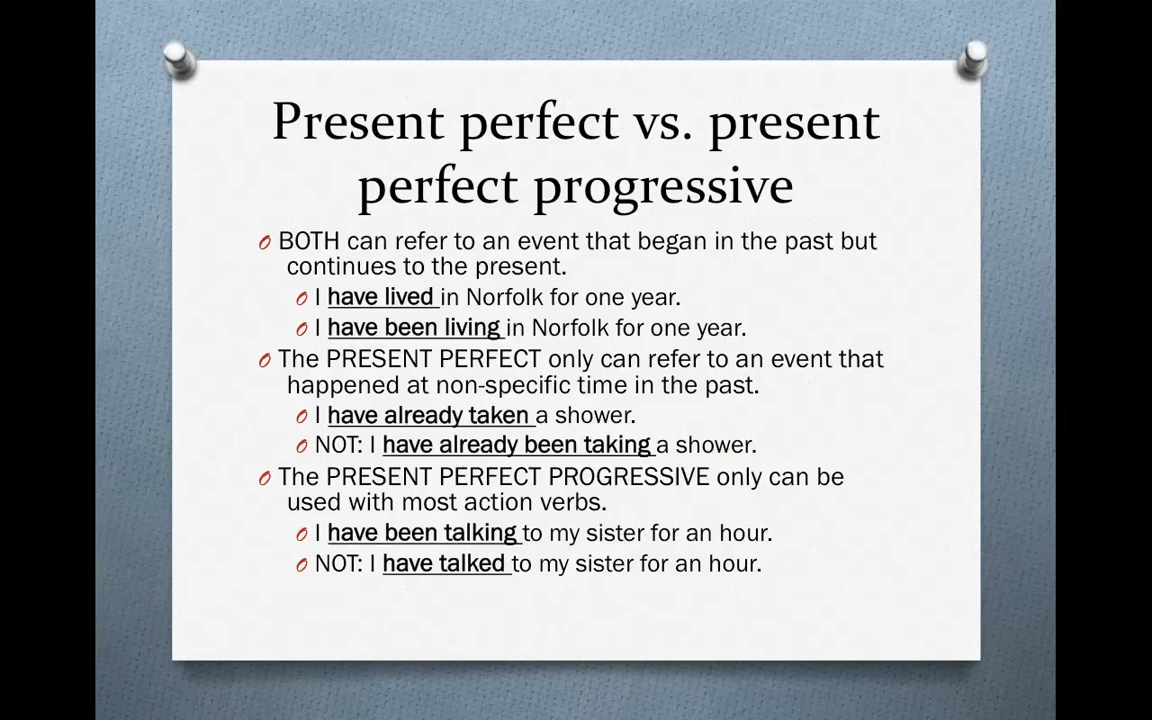 Present perfect vs. present
perfect progressive
BOTH can refer to an event that began in the past but
continues to the present.
I have lived in Norfolk for one year.
I have been living in Norfolk for one year.
The PRESENT PERFECT only can refer to an event that
happened at non-specific time in the past.
I have already taken a shower.
NOT: I have already been taking a shower.
The PRESENT PERFECT PROGRESSIVE only can be
used with most action verbs.
I have been talking to my sister for an hour.
NOT: I have talked to my sister for an hour.